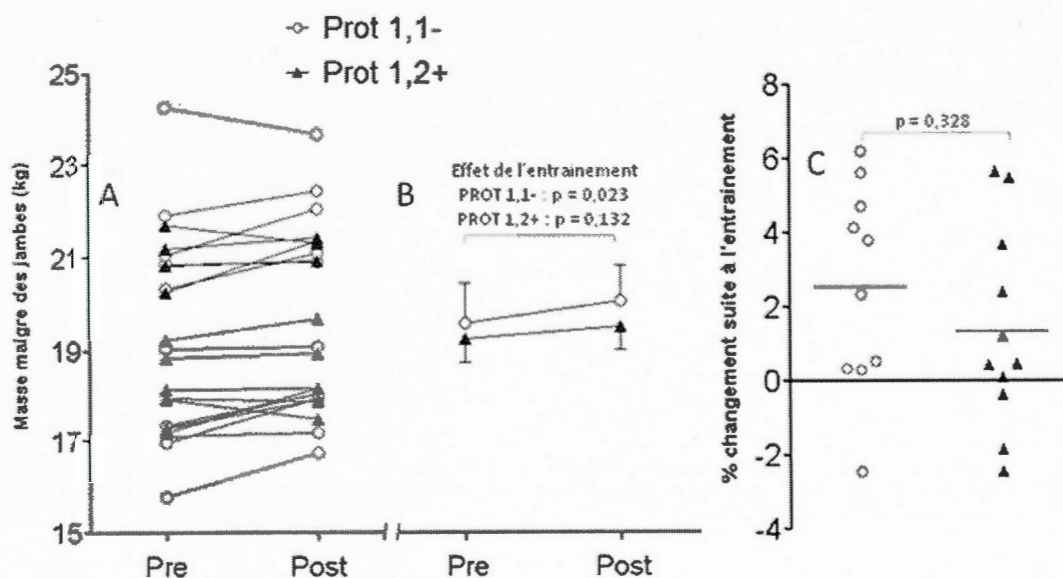 Prot 1,1-
Prot 1,2+
Masse maigre des jambes (kg)
25
23
21
19
17
15
A
Pre
Post
B
Effet de l'entrainement
PROT 1,1- : p = 0,023
PROT 1,2+ : p = 0,132
Pre
Post
% changement suite à l'entrainement
8
6
4
2
0
-2
-4
C
p = 0,328